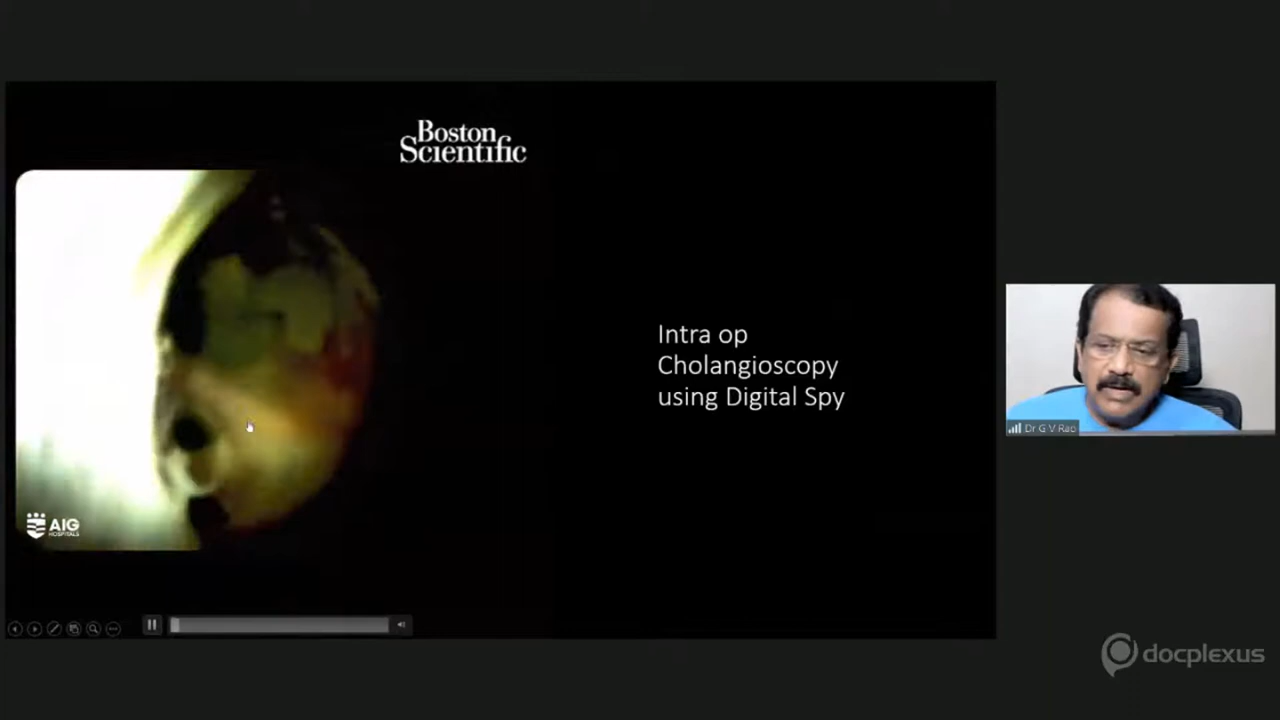 Boston
Scientific
Intra op
Cholangioscopy
using Digital Spy
AIG
HOSPITALS
Dr G V Rao
docplexus